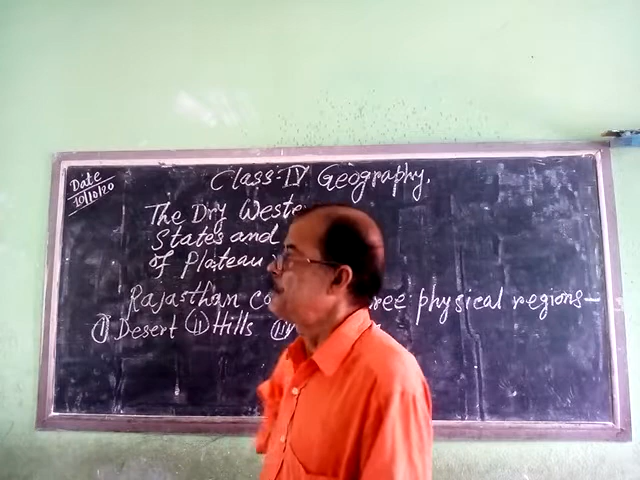 Date
10/10/20
Class-IV Geography.
The Dry Weste
States and
of Plateau
Rajasthan co ree physical regions-
(i) Desert (ii) Hills (iii)